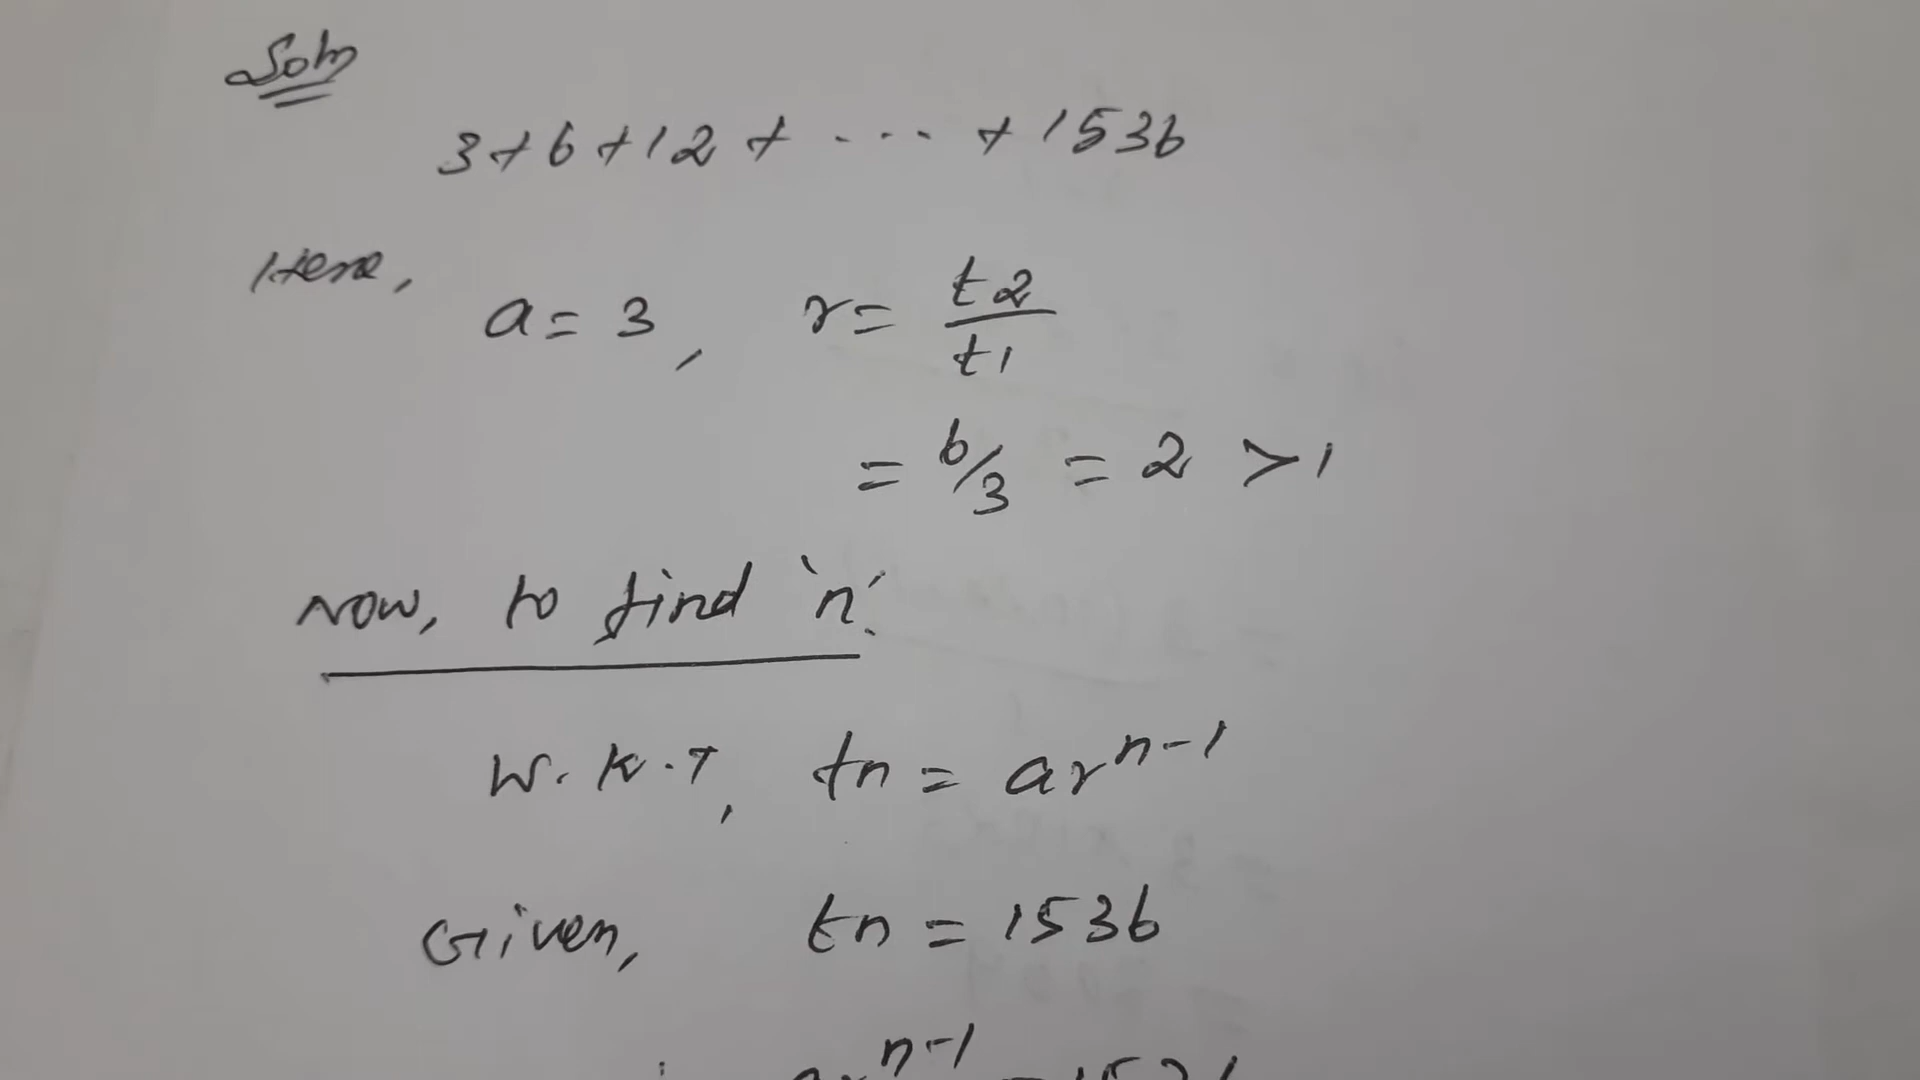 Soln
3+6+12+ .... +1536
Here,
a = 3, r = t2/t1
= 6/3 = 2 >1
Now, to find 'n'.
W.K.T, tn = ar^n-1
Given, tn = 1536